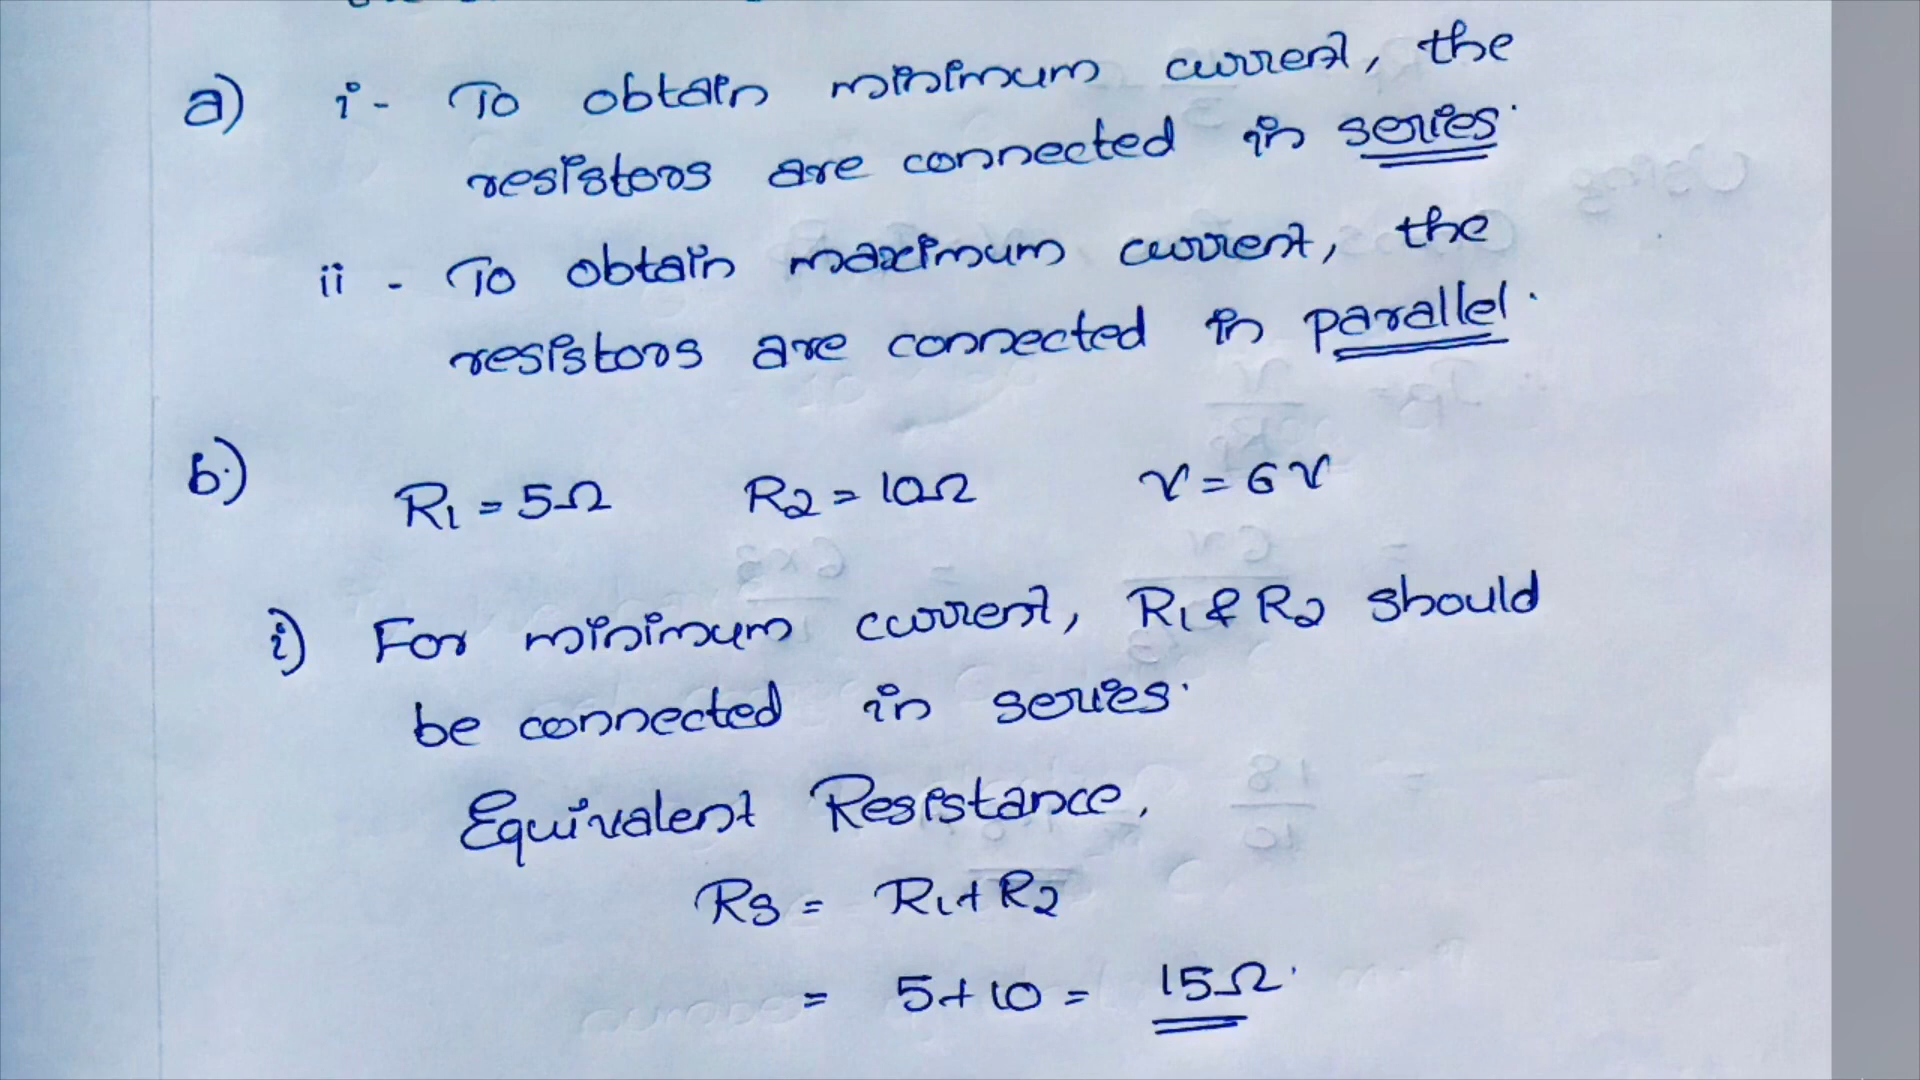 a) i - To obtain minimum current, the
resistors are connected in series.
ii - To obtain maximum current, the
resistors are connected in parallel.
b.)
R1 = 5Ω R2 = 10Ω V = 6V
i) For minimum current, R1 & R2 should
be connected in series.
Equivalent Resistance,
RS = R1 + R2
= 5 + 10 = 15Ω.